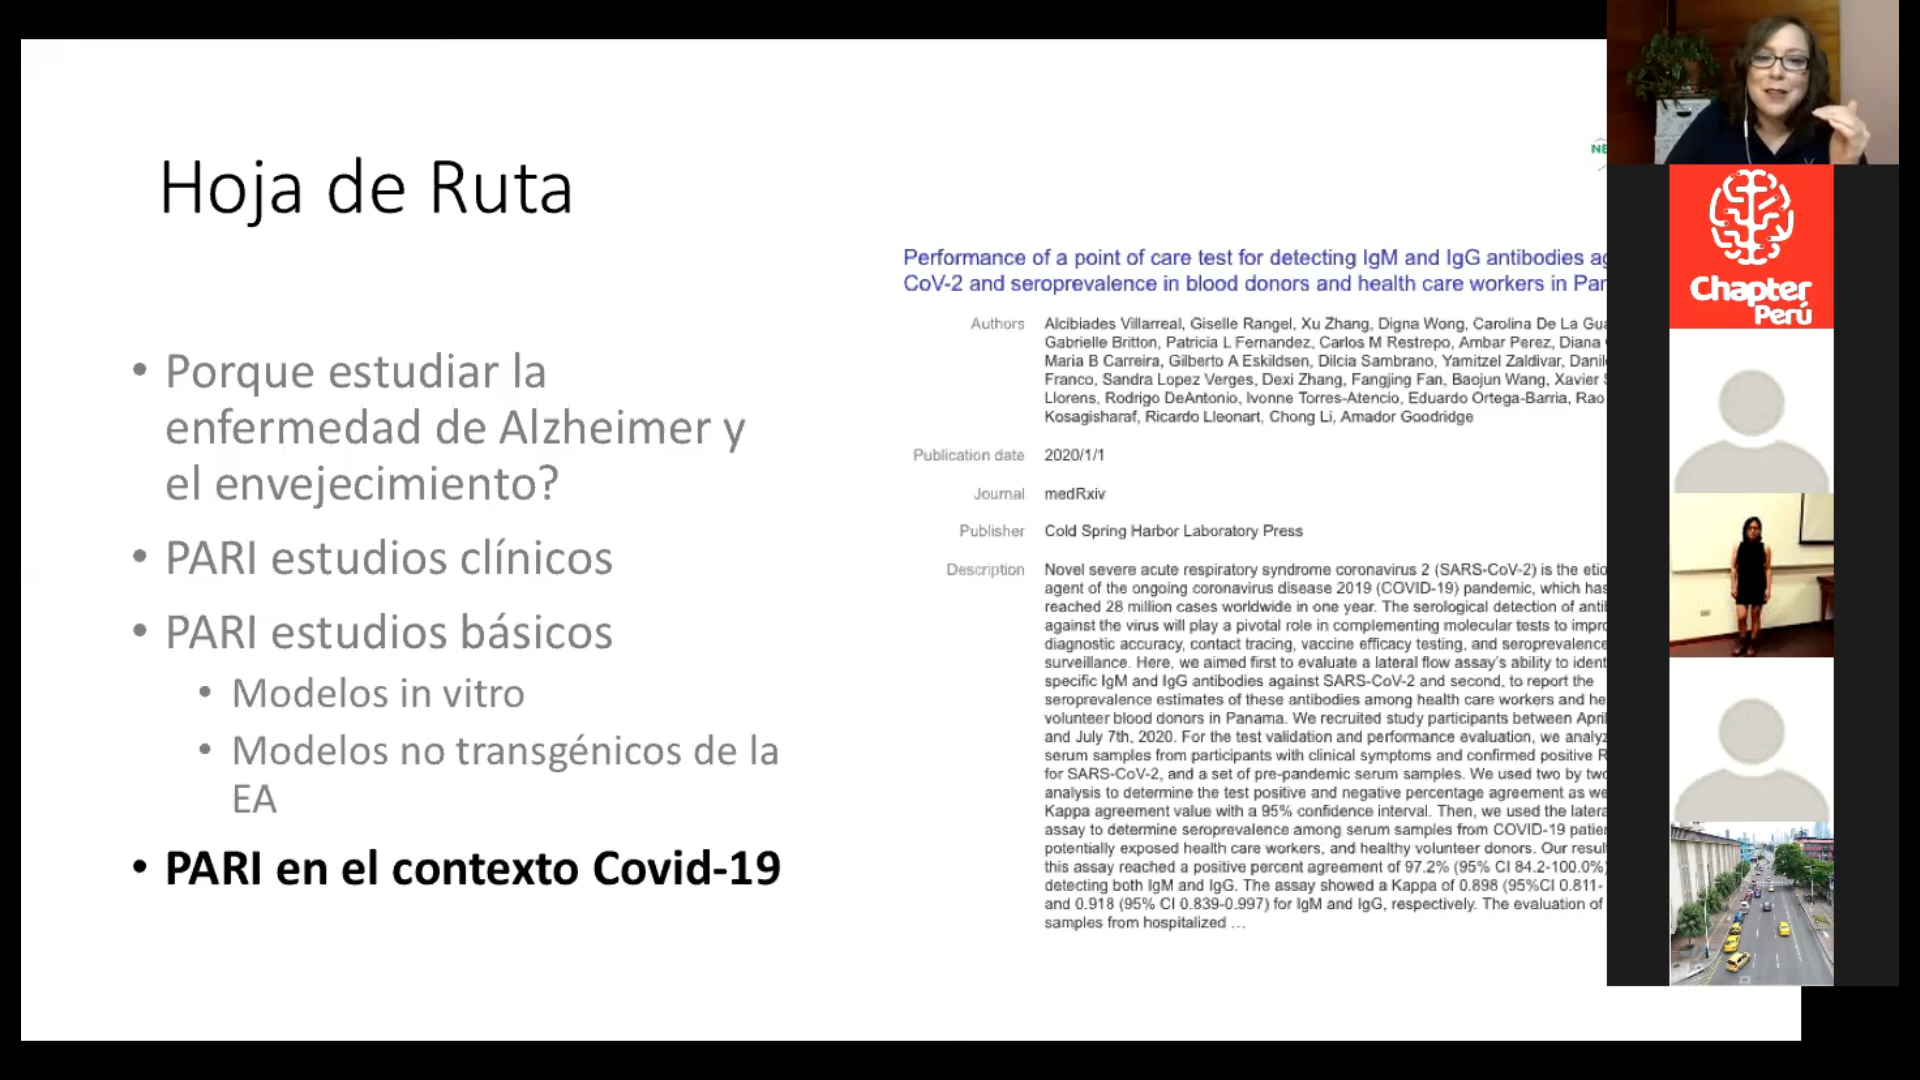 Hoja de Ruta
• Porque estudiar la
enfermedad de Alzheimer y
el envejecimiento?
• PARI estudios clínicos
• PARI estudios básicos
• Modelos in vitro
• Modelos no transgénicos de la
EA
• PARI en el contexto Covid-19
NE
Performance of a point of care test for detecting IgM and IgG antibodies
CoV-2 and seroprevalence in blood donors and health care workers in
Authors Alcibiades Villarreal, Giselle Rangel, Xu Zhang, Digna Wong, Carolina De La
Gabrielle Britton, Patricia L Fernandez, Carlos M Restrepo, Ambar Perez, Diana
Maria B Carreira, Gilberto A Eskildsen, Dilcia Sambrano, Yamitzel Zaldivar,
Franco, Sandra Lopez Verges, Dexi Zhang, Fangjing Fan, Baojun Wang, Xavier
Llorens, Rodrigo DeAntonio, Ivonne Torres-Atencio, Eduardo Ortega-Barria, Rao
Kosagisharaf, Ricardo Lleonart, Chong Li, Amador Goodridge
Publication date 2020/1/1
Journal medRxiv
Publisher Cold Spring Harbor Laboratory Press
Description Novel severe acute respiratory syndrome coronavirus 2 (SARS-CoV-2) is the
agent of the ongoing coronavirus disease 2019 (COVID-19) pandemic, which has
reached 28 million cases worldwide in one year. The serological detection of
against the virus will play a pivotal role in complementing molecular tests to
diagnostic accuracy, contact tracing, vaccine efficacy testing, and seroprevalence
surveillance. Here, we aimed first to evaluate a lateral flow assay's ability to
specific IgM and IgG antibodies against SARS-CoV-2 and second, to report the
seroprevalence estimates of these antibodies among health care workers and
volunteer blood donors in Panama. We recruited study participants between April
and July 7th, 2020. For the test validation and performance evaluation, we
serum samples from participants with clinical symptoms and confirmed positive
for SARS-CoV-2, and a set of pre-pandemic serum samples. We used two by two
analysis to determine the test positive and negative percentage agreement as
Kappa agreement value with a 95% confidence interval. Then, we used the
assay to determine seroprevalence among serum samples from COVID-19
potentially exposed health care workers, and healthy volunteer donors. Our
this assay reached a positive percent agreement of 97.2% (95% CI 84.2-100.0%)
detecting both IgM and IgG. The assay showed a Kappa of 0.898 (95%CI 0.811-
and 0.918 (95% CI 0.839-0.997) for IgM and IgG, respectively. The evaluation of
samples from hospitalized ...
Chapter
Perú